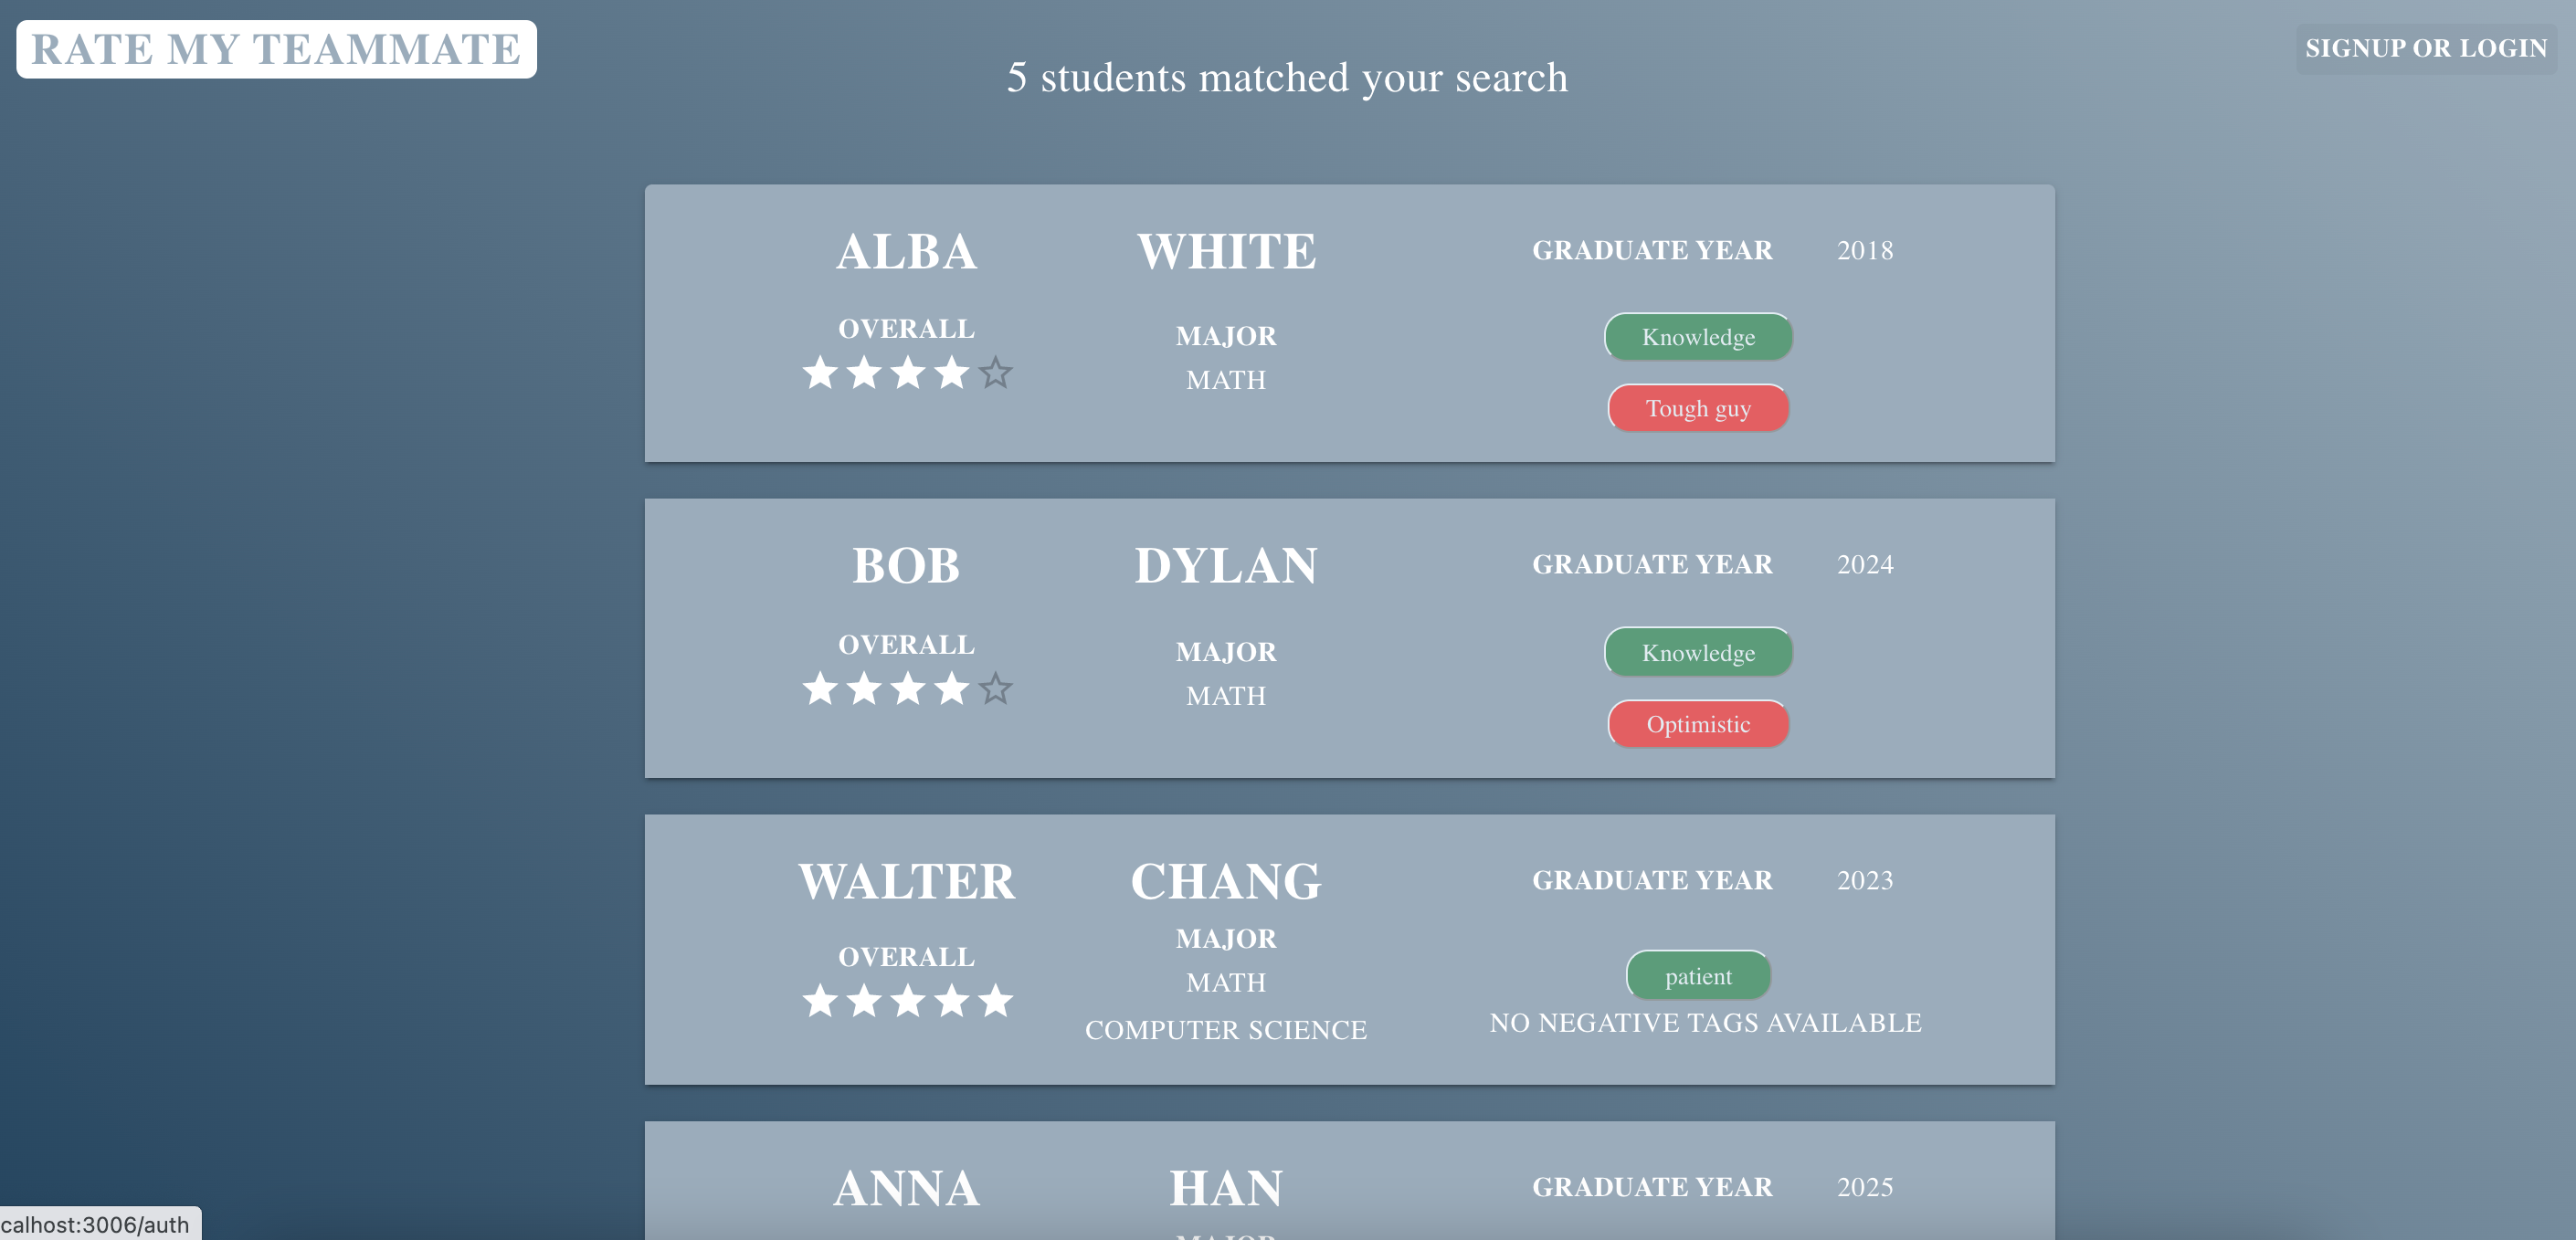 RATE MY TEAMMATE
SIGNUP OR LOGIN
5 students matched your search
ALBA WHITE GRADUATE YEAR 2018
OVERALL MAJOR Knowledge
MATH
Tough guy
BOB DYLAN GRADUATE YEAR 2024
OVERALL MAJOR Knowledge
MATH
Optimistic
WALTER CHANG GRADUATE YEAR 2023
MAJOR
OVERALL MATH patient
COMPUTER SCIENCE NO NEGATIVE TAGS AVAILABLE
ANNA HAN GRADUATE YEAR 2025
MAJOR
calhost:3006/auth